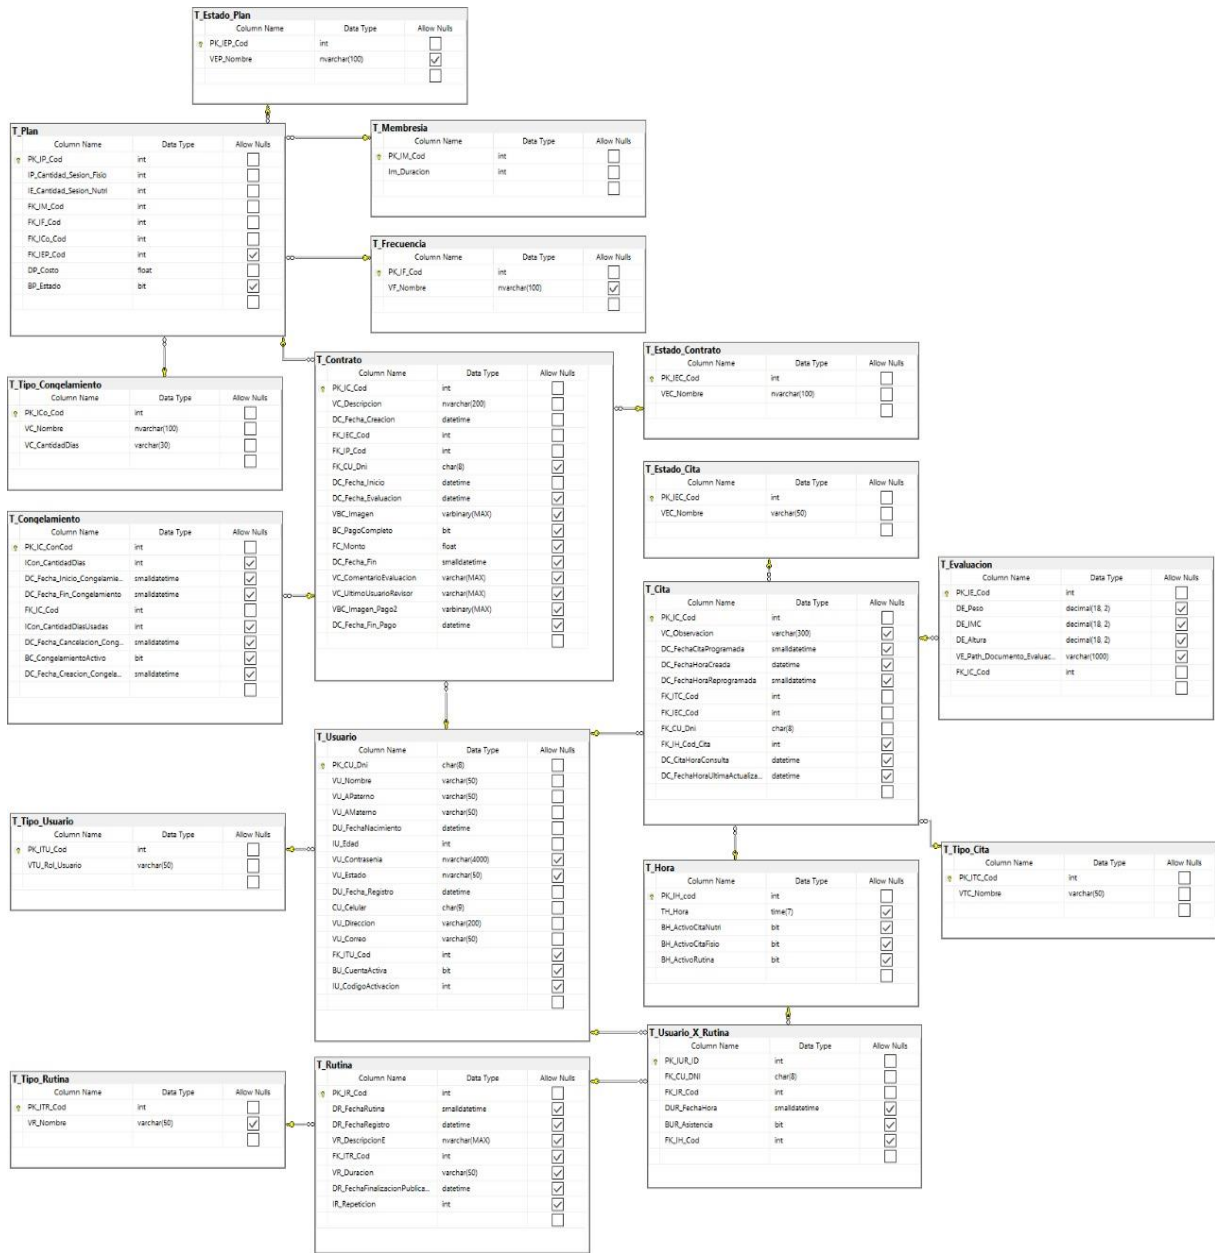 T_Estado_Plan
Column Name Data Type Allow Nulls
PK_IEP_Cod int
VEP_Nombre nvarchar(100)
T_Plan
Column Name Data Type Allow Nulls
PK_IP_Cod int
IP_Cantidad_Sesion_Fisio int
IE_Cantidad_Sesion_Nutri int
FK_IM_Cod int
FK_IF_Cod int
FK_ICo_Cod int
FK_IEP_Cod int
DP_Costo float
BP_Estado bit
T_Membresia
Column Name Data Type Allow Nulls
PK_IM_Cod int
Im_Duracion int
T_Frecuencia
Column Name Data Type Allow Nulls
PK_IF_Cod int
VF_Nombre nvarchar(100)
T_Tipo_Congelamiento
Column Name Data Type Allow Nulls
PK_ICo_Cod int
VC_Nombre nvarchar(100)
VC_CantidadDias varchar(30)
T_Contrato
Column Name Data Type Allow Nulls
PK_IC_Cod int
VC_Descripcion nvarchar(200)
DC_Fecha_Creacion datetime
FK_IEC_Cod int
FK_IP_Cod int
FK_CU_Dni char(8)
DC_Fecha_Inicio datetime
DC_Fecha_Evaluacion datetime
VBC_Imagen varbinary(MAX)
BC_PagoCompleto bit
FC_Monto float
DC_Fecha_Fin smalldatetime
VC_ComentarioEvaluacion varchar(MAX)
VC_UltimoUsuarioRevisor varchar(MAX)
VBC_Imagen_Pago2 varbinary(MAX)
DC_Fecha_Fin_Pago datetime
T_Estado_Contrato
Column Name Data Type Allow Nulls
PK_IEC_Cod int
VEC_Nombre nvarchar(100)
T_Estado_Cita
Column Name Data Type Allow Nulls
PK_IEC_Cod int
VEC_Nombre varchar(50)
T_Congelamiento
Column Name Data Type Allow Nulls
PK_IC_ConCod int
ICon_CantidadDias int
DC_Fecha_Inicio_Congelamie... smalldatetime
DC_Fecha_Fin_Congelamiento smalldatetime
FK_IC_Cod int
ICon_CantidadDiasUsadas int
DC_Fecha_Cancelacion_Cong... smalldatetime
BC_CongelamientoActivo bit
DC_Fecha_Creacion_Congela... smalldatetime
T_Cita
Column Name Data Type Allow Nulls
PK_IC_Cod int
VC_Observacion varchar(300)
DC_FechaCitaProgramada smalldatetime
DC_FechaHoraCreada datetime
DC_FechaHoraReprogramada smalldatetime
FK_ITC_Cod int
FK_IEC_Cod int
FK_CU_Dni char(8)
FK_IH_Cod_Cita int
DC_CitaHoraConsulta datetime
DC_FechaHoraUltimaActualiza... datetime
T_Evaluacion
Column Name Data Type Allow Nulls
PK_IE_Cod int
DE_Peso decimal(18, 2)
DE_IMC decimal(18, 2)
DE_Altura decimal(18, 2)
VE_Path_Documento_Evaluac... varchar(1000)
FK_IC_Cod int
T_Usuario
Column Name Data Type Allow Nulls
PK_CU_Dni char(8)
VU_Nombre varchar(50)
VU_APaterno varchar(50)
VU_AMaterno varchar(50)
DU_FechaNacimiento datetime
IU_Edad int
VU_Contrasenia nvarchar(4000)
VU_Estado nvarchar(50)
DU_Fecha_Registro datetime
CU_Celular char(9)
VU_Direccion varchar(200)
VU_Correo varchar(50)
FK_ITU_Cod int
BU_CuentaActiva bit
IU_CodigoActivacion int
T_Tipo_Usuario
Column Name Data Type Allow Nulls
PK_ITU_Cod int
VTU_Rol_Usuario varchar(50)
T_Tipo_Cita
Column Name Data Type Allow Nulls
PK_ITC_Cod int
VTC_Nombre varchar(50)
T_Hora
Column Name Data Type Allow Nulls
PK_IH_cod int
TH_Hora time(7)
BH_ActivoCitaNutri bit
BH_ActivoCitaFisio bit
BH_ActivoRutina bit
T_Usuario_X_Rutina
Column Name Data Type Allow Nulls
PK_IUR_ID int
FK_CU_DNI char(8)
FK_IR_Cod int
DUR_FechaHora smalldatetime
BUR_Asistencia bit
FK_IH_Cod int
T_Rutina
Column Name Data Type Allow Nulls
PK_IR_Cod int
DR_FechaRutina smalldatetime
DR_FechaRegistro datetime
VR_DescripcionE nvarchar(MAX)
FK_ITR_Cod int
VR_Duracion varchar(50)
DR_FechaFinalizacionPublica... datetime
IR_Repeticion int
T_Tipo_Rutina
Column Name Data Type Allow Nulls
PK_ITR_Cod int
VR_Nombre varchar(50)